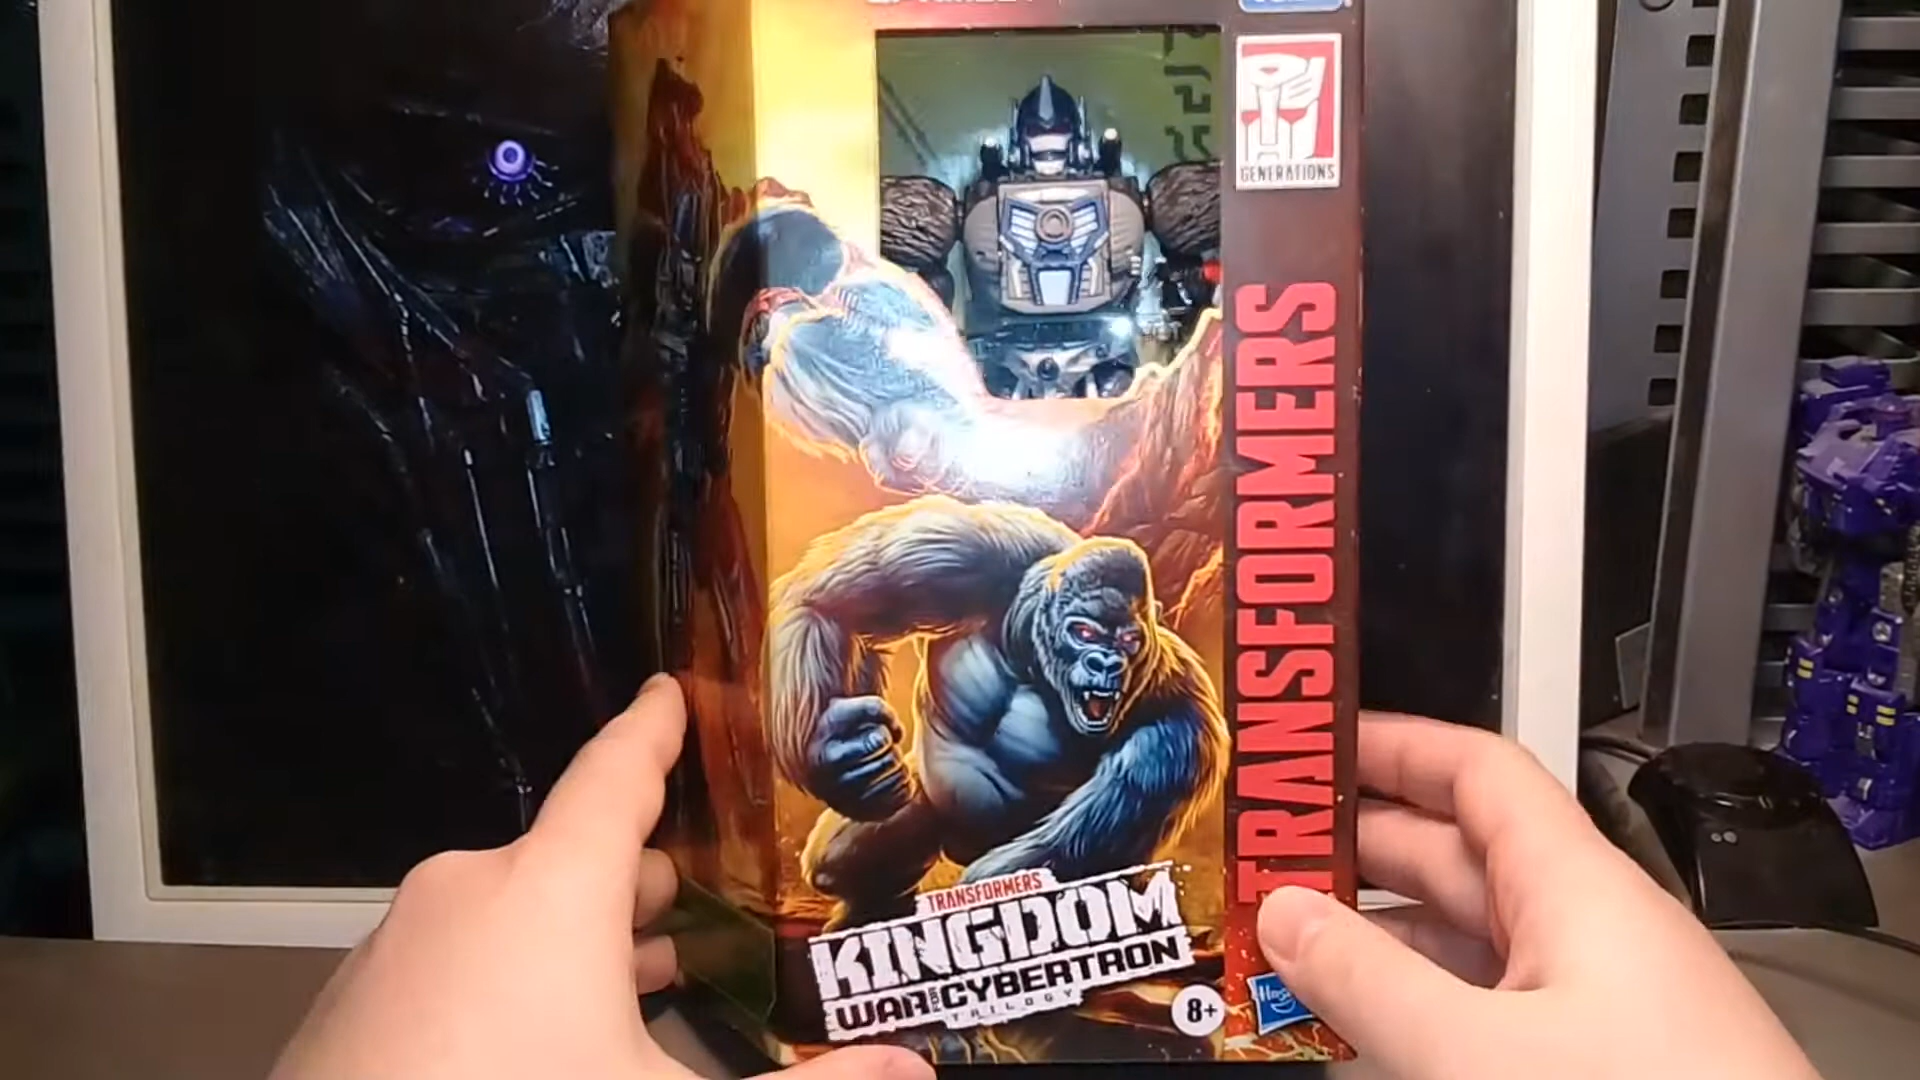 GENERATIONS
TRANSFORMERS
TRANSFORMERS
KINGDOM
WAR FOR CYBERTRON
TRILOGY
8+